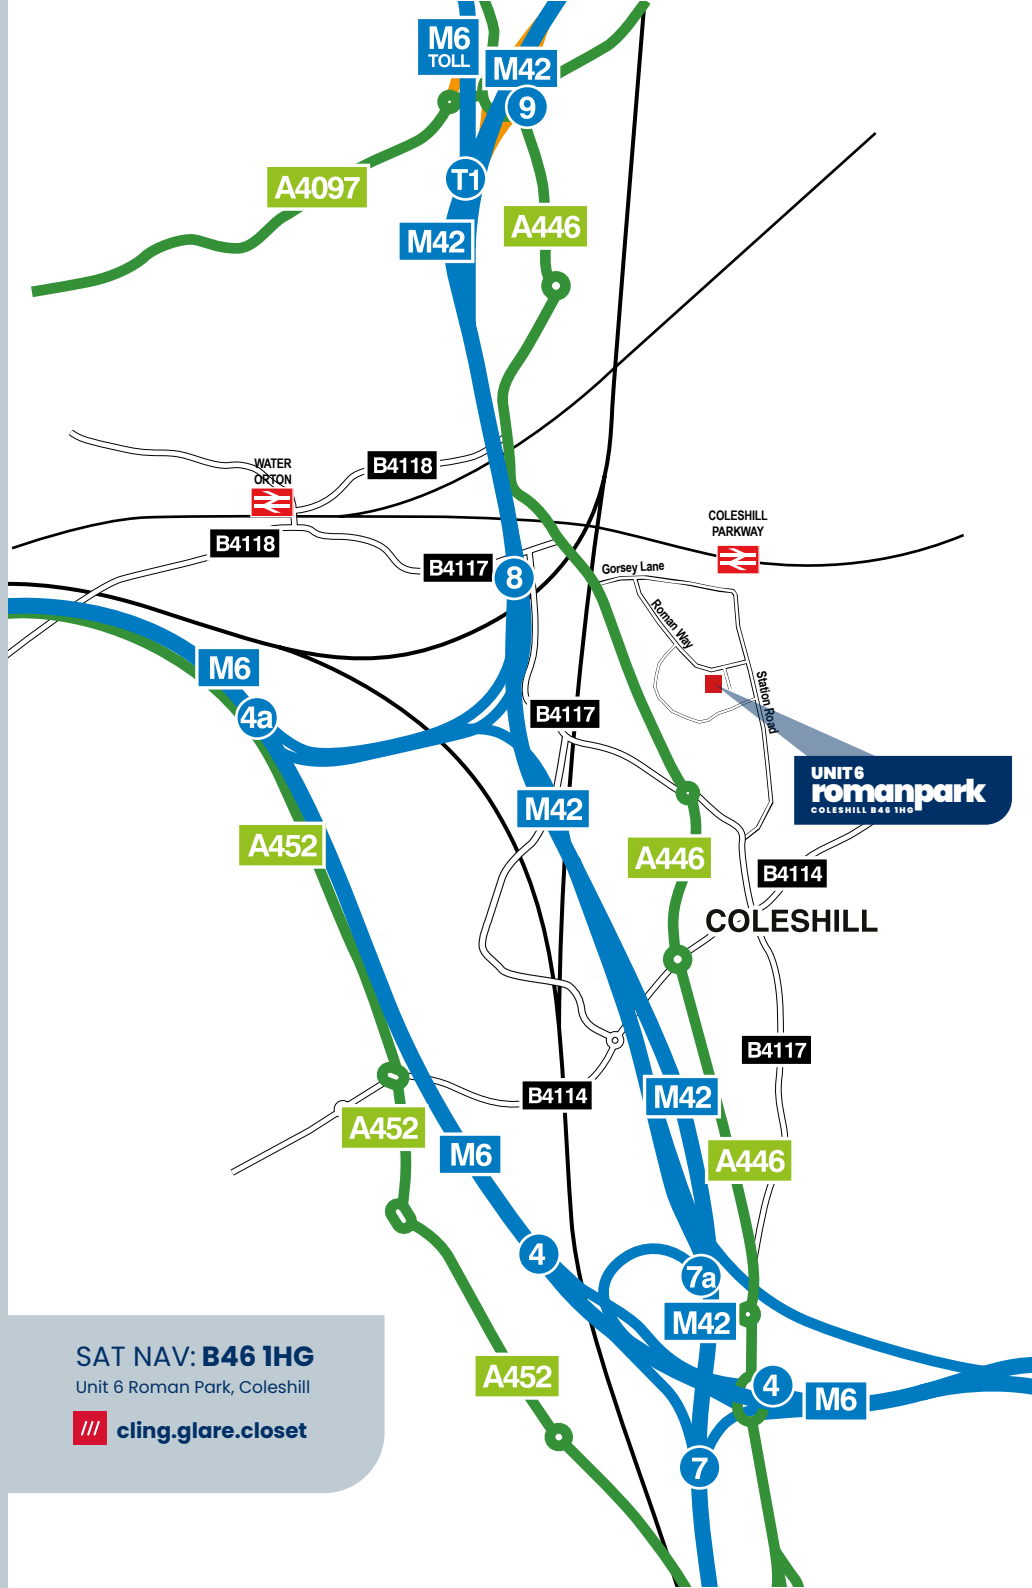 M6
TOLL
M42
9
A4097
T1
M42
A446
WATER
ORTON
B4118
B4118
B4117
8
COLESHILL
PARKWAY
Gorsey Lane
Roman Way
Station Road
M6
4a
B4117
UNIT 6
romanpark
COLESHILL B46 1HG
M42
A452
A446
B4114
COLESHILL
B4117
M42
B4114
A452
M6
A446
4
7a
M42
4
M6
A452
7
SAT NAV: B46 1HG
Unit 6 Roman Park, Coleshill
/// cling.glare.closet